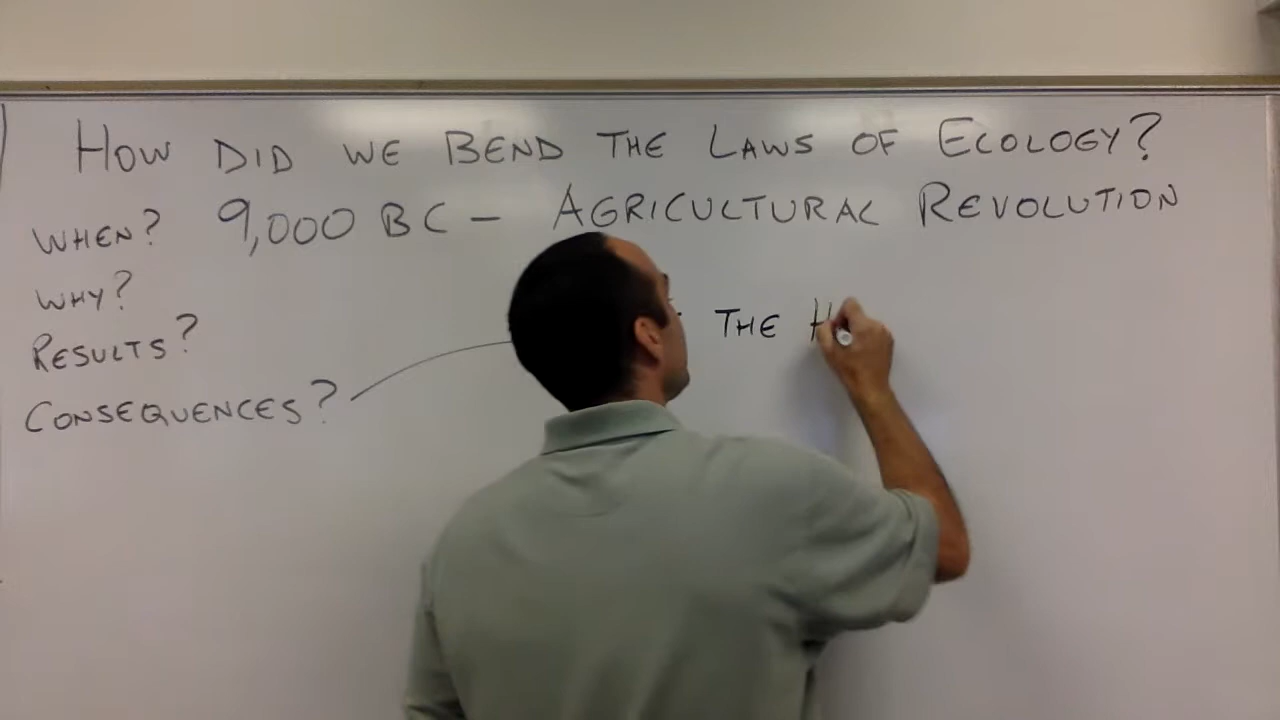 HOW DID WE BEND THE LAWS OF ECOLOGY?
WHEN? 9,000 BC - AGRICULTURAL REVOLUTION
WHY?
THE H
RESULTS?
CONSEQUENCES?